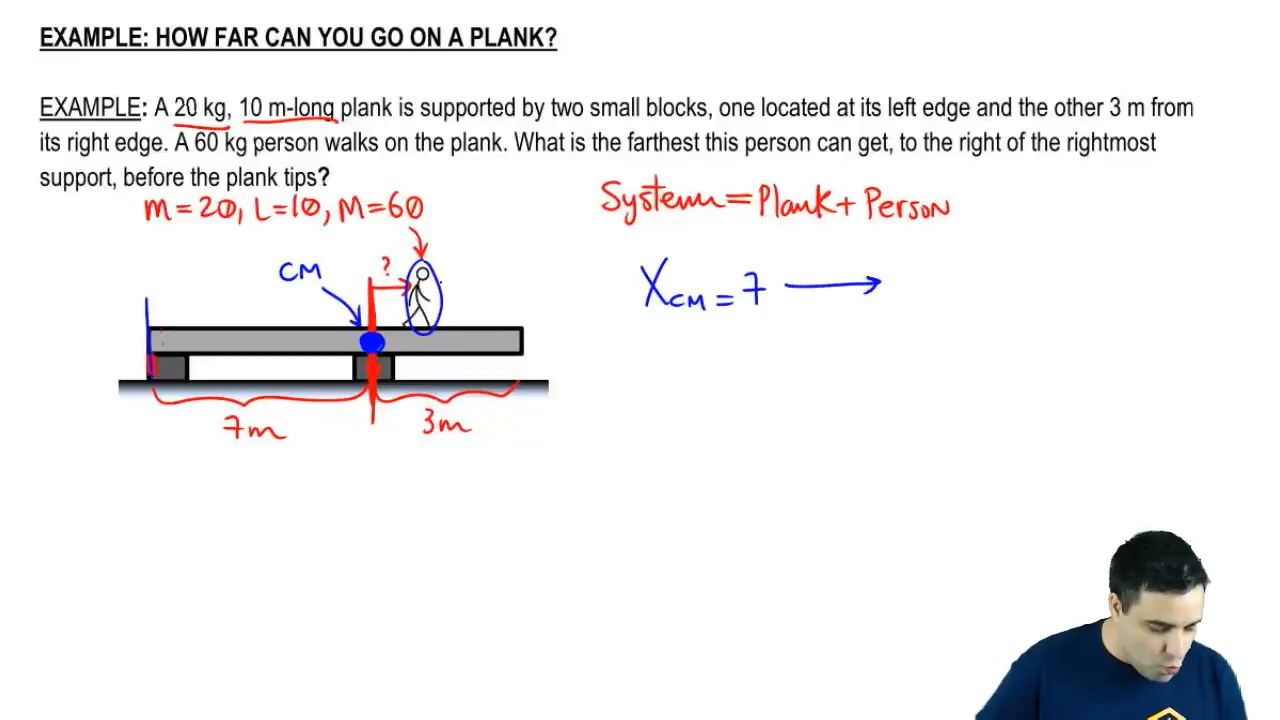 EXAMPLE: HOW FAR CAN YOU GO ON A PLANK?
EXAMPLE: A 20 kg, 10 m-long plank is supported by two small blocks, one located at its left edge and the other 3 m from
its right edge. A 60 kg person walks on the plank. What is the farthest this person can get, to the right of the rightmost
support, before the plank tips?
m=20, L=10, M=60
System=Plank+Person
CM
?
XCM=7
7m
3m